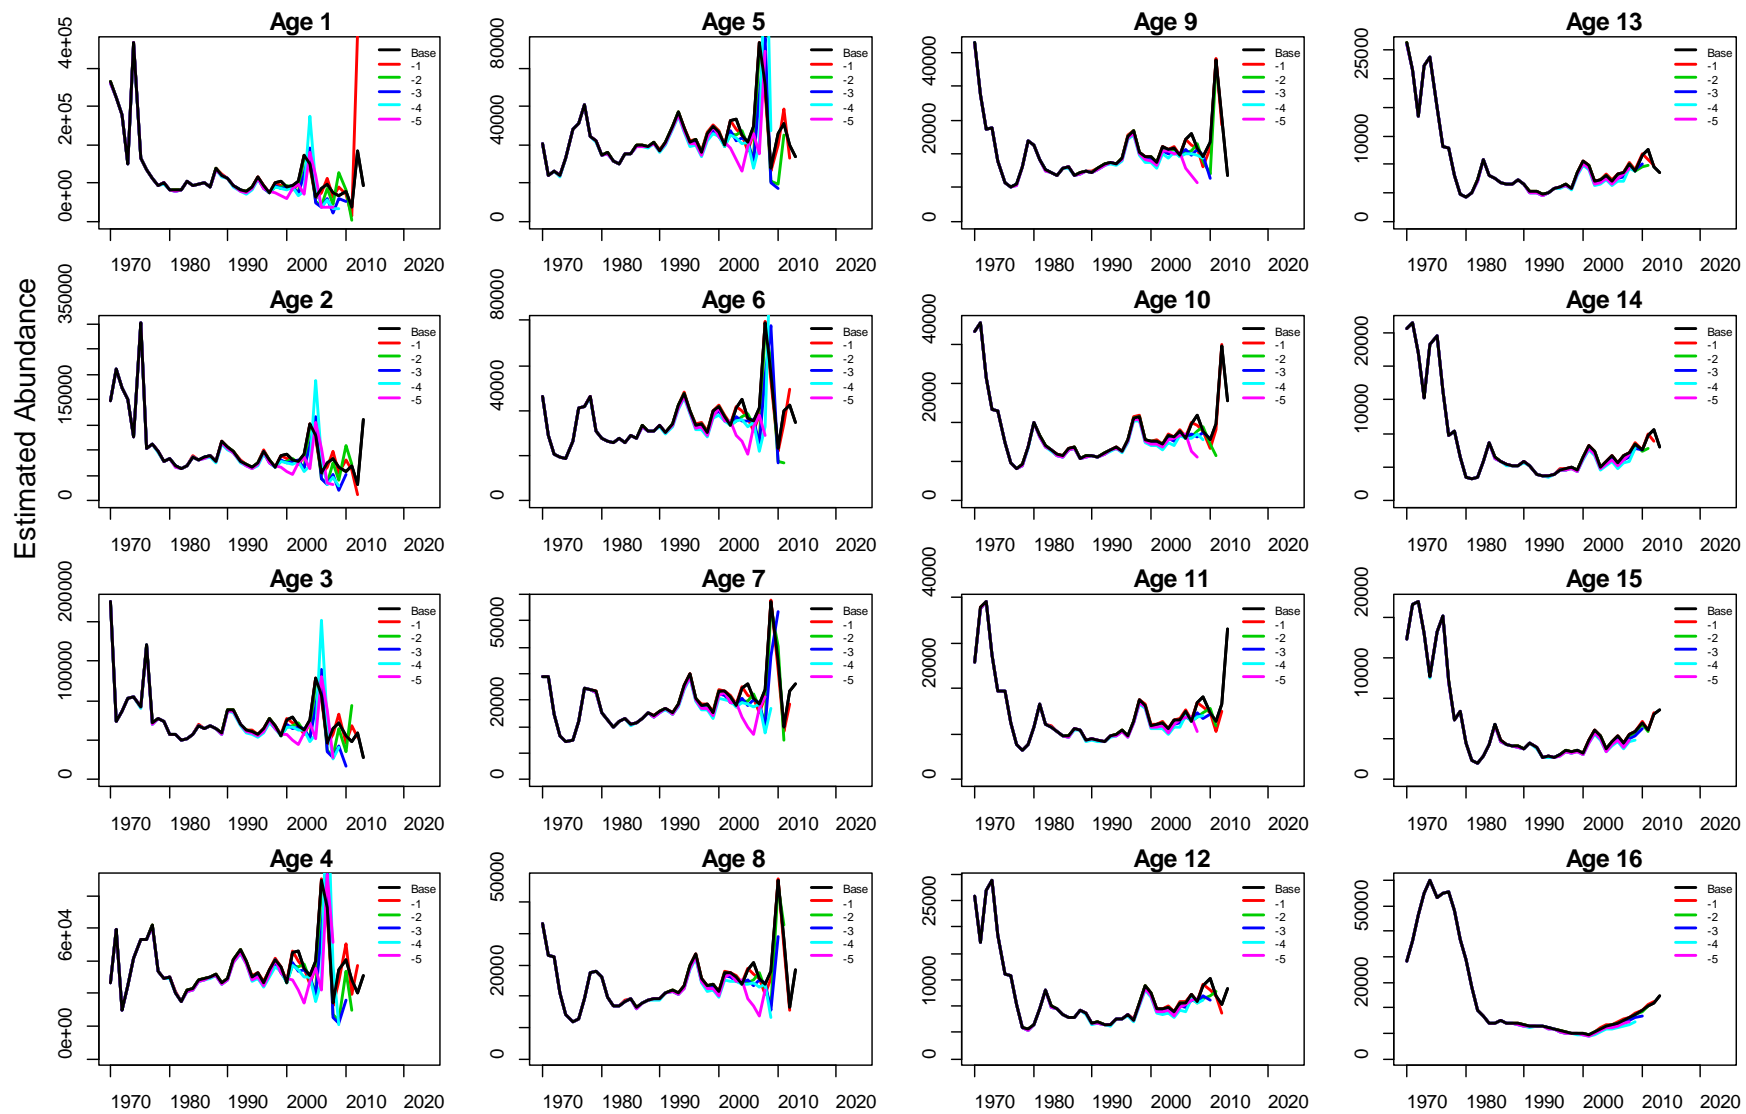 Estimated Abundance
Age 1
4e+05
2e+05
0e+00
Base
-1
-2
-3
-4
-5
1970 1980 1990 2000 2010 2020
Age 5
80000
40000
0
Base
-1
-2
-3
-4
-5
1970 1980 1990 2000 2010 2020
Age 9
40000
20000
0
Base
-1
-2
-3
-4
-5
1970 1980 1990 2000 2010 2020
Age 13
25000
10000
0
Base
-1
-2
-3
-4
-5
1970 1980 1990 2000 2010 2020
Age 2
350000
150000
0
Base
-1
-2
-3
-4
-5
1970 1980 1990 2000 2010 2020
Age 6
80000
40000
0
Base
-1
-2
-3
-4
-5
1970 1980 1990 2000 2010 2020
Age 10
40000
20000
0
Base
-1
-2
-3
-4
-5
1970 1980 1990 2000 2010 2020
Age 14
20000
10000
0
Base
-1
-2
-3
-4
-5
1970 1980 1990 2000 2010 2020
Age 3
200000
100000
0
Base
-1
-2
-3
-4
-5
1970 1980 1990 2000 2010 2020
Age 7
50000
20000
0
Base
-1
-2
-3
-4
-5
1970 1980 1990 2000 2010 2020
Age 11
40000
20000
0
Base
-1
-2
-3
-4
-5
1970 1980 1990 2000 2010 2020
Age 15
20000
10000
0
Base
-1
-2
-3
-4
-5
1970 1980 1990 2000 2010 2020
Age 4
6e+04
0e+00
Base
-1
-2
-3
-4
-5
1970 1980 1990 2000 2010 2020
Age 8
50000
20000
0
Base
-1
-2
-3
-4
-5
1970 1980 1990 2000 2010 2020
Age 12
25000
10000
0
Base
-1
-2
-3
-4
-5
1970 1980 1990 2000 2010 2020
Age 16
50000
20000
0
Base
-1
-2
-3
-4
-5
1970 1980 1990 2000 2010 2020